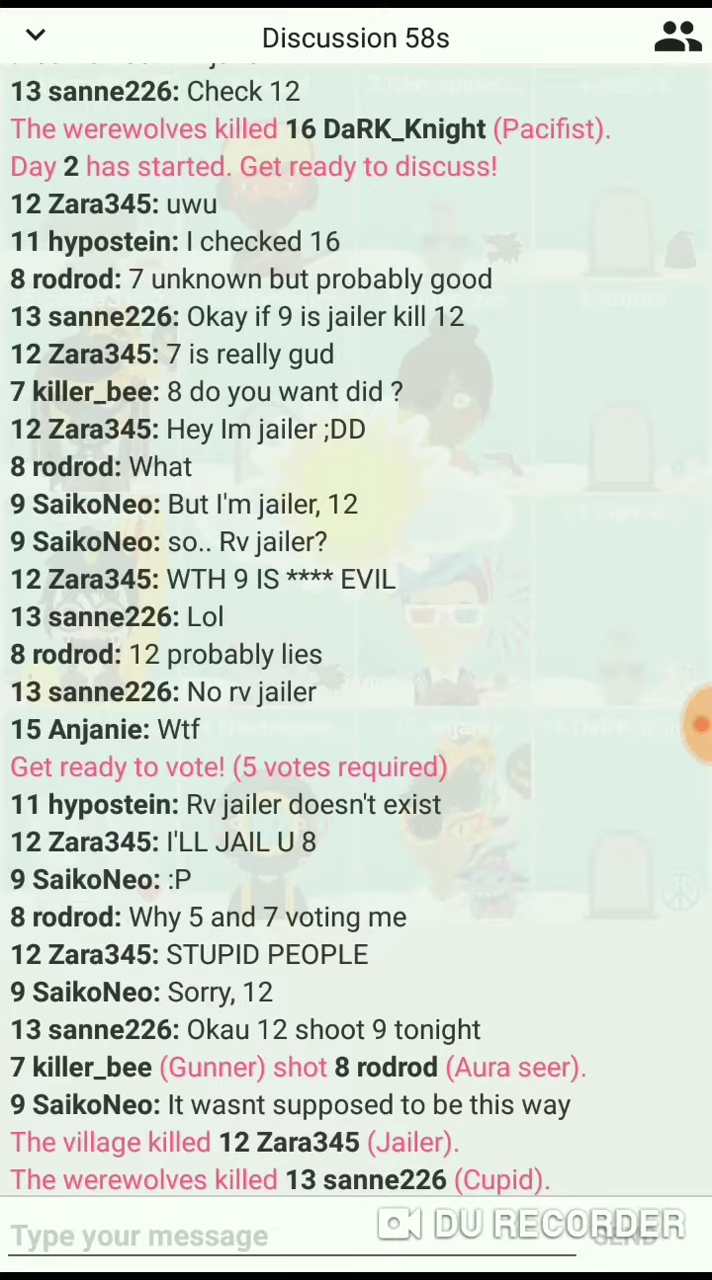 Discussion 58s
13 sanne226: Check 12
The werewolves killed 16 DaRK_Knight (Pacifist).
Day 2 has started. Get ready to discuss!
12 Zara345: uwu
11 hypostein: I checked 16
8 rodrod: 7 unknown but probably good
13 sanne226: Okay if 9 is jailer kill 12
12 Zara345: 7 is really gud
7 killer_bee: 8 do you want did ?
12 Zara345: Hey Im jailer ;DD
8 rodrod: What
9 SaikoNeo: But I'm jailer, 12
9 SaikoNeo: so.. Rv jailer?
12 Zara345: WTH 9 IS **** EVIL
13 sanne226: Lol
8 rodrod: 12 probably lies
13 sanne226: No rv jailer
15 Anjanie: Wtf
Get ready to vote! (5 votes required)
11 hypostein: Rv jailer doesn't exist
12 Zara345: I'LL JAIL U 8
9 SaikoNeo: :P
8 rodrod: Why 5 and 7 voting me
12 Zara345: STUPID PEOPLE
9 SaikoNeo: Sorry, 12
13 sanne226: Okau 12 shoot 9 tonight
7 killer_bee (Gunner) shot 8 rodrod (Aura seer).
9 SaikoNeo: It wasnt supposed to be this way
The village killed 12 Zara345 (Jailer).
The werewolves killed 13 sanne226 (Cupid).
Type your message
DU RECORDER
SEND